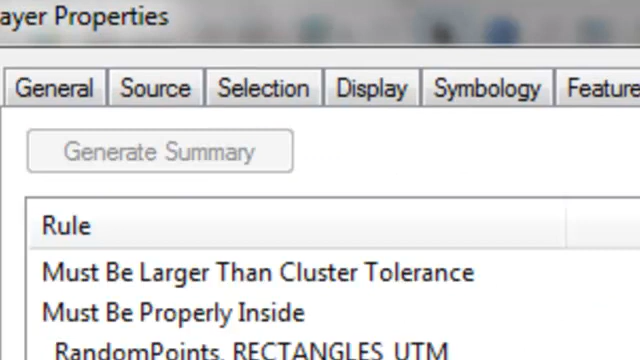 ayer Properties
General Source Selection Display Symbology Feature
Generate Summary
Rule
Must Be Larger Than Cluster Tolerance
Must Be Properly Inside
RandomPoints, RECTANGLES_UTM